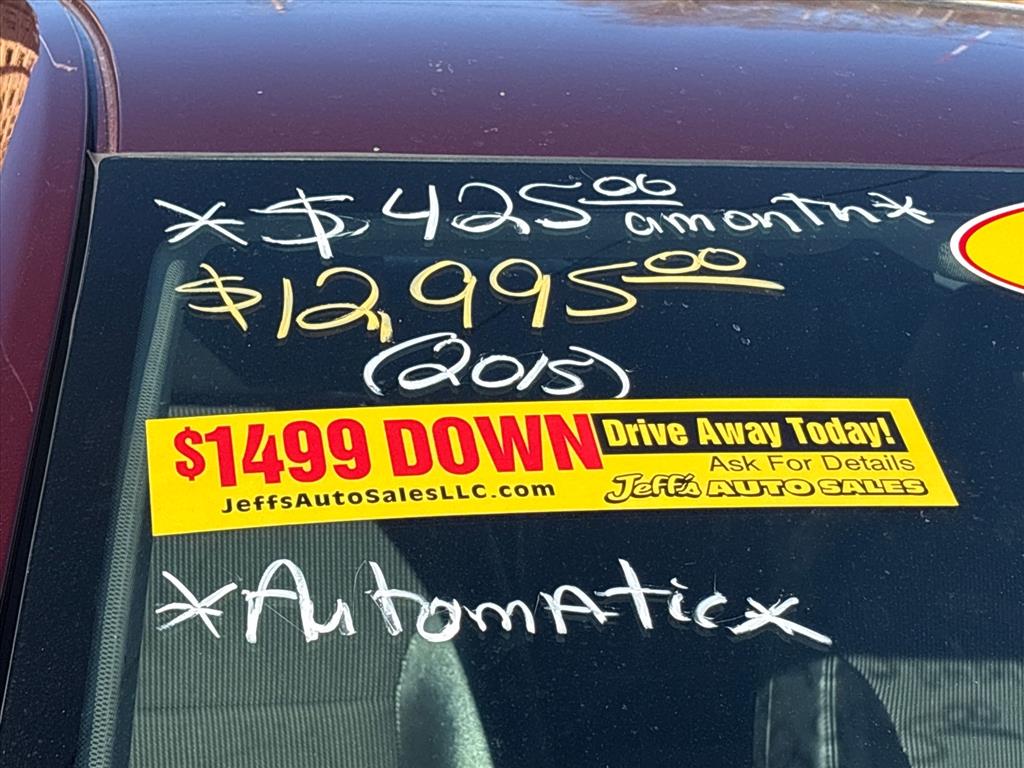 *$425.00 a month*
$12,995.00
(2015)
$1499 DOWN
Drive Away Today!
Ask For Details
JeffsAutoSalesLLC.com
Jeff's AUTO SALES
*AutomAtic*